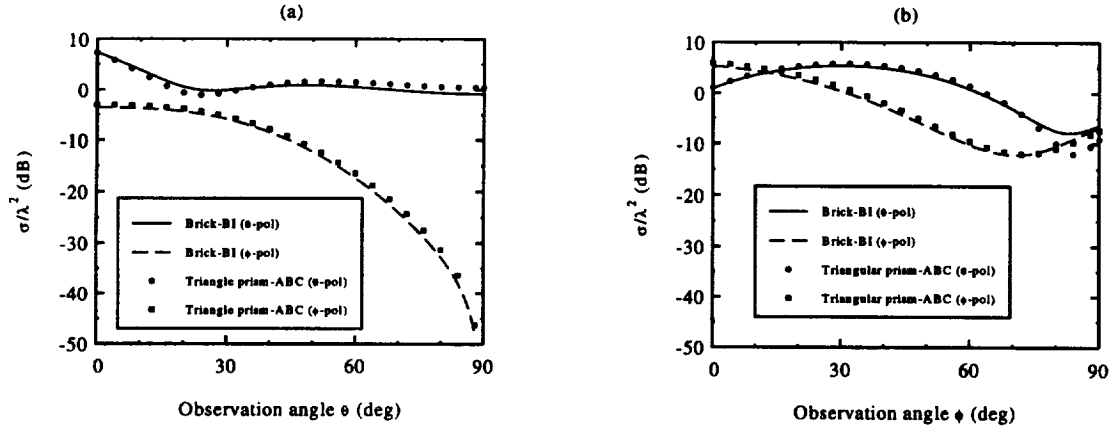 (a)
10
0
-10
-20
-30
-40
-50
σ/λ² (dB)
Brick-BI (θ-pol)
Brick-BI (ϕ-pol)
Triangle prism-ABC (θ-pol)
Triangle prism-ABC (ϕ-pol)
0 30 60 90
Observation angle θ (deg)
(b)
10
0
-10
-20
-30
-40
-50
σ/λ² (dB)
Brick-BI (θ-pol)
Brick-BI (ϕ-pol)
Triangular prism-ABC (θ-pol)
Triangular prism-ABC (ϕ-pol)
0 30 60 90
Observation angle ϕ (deg)